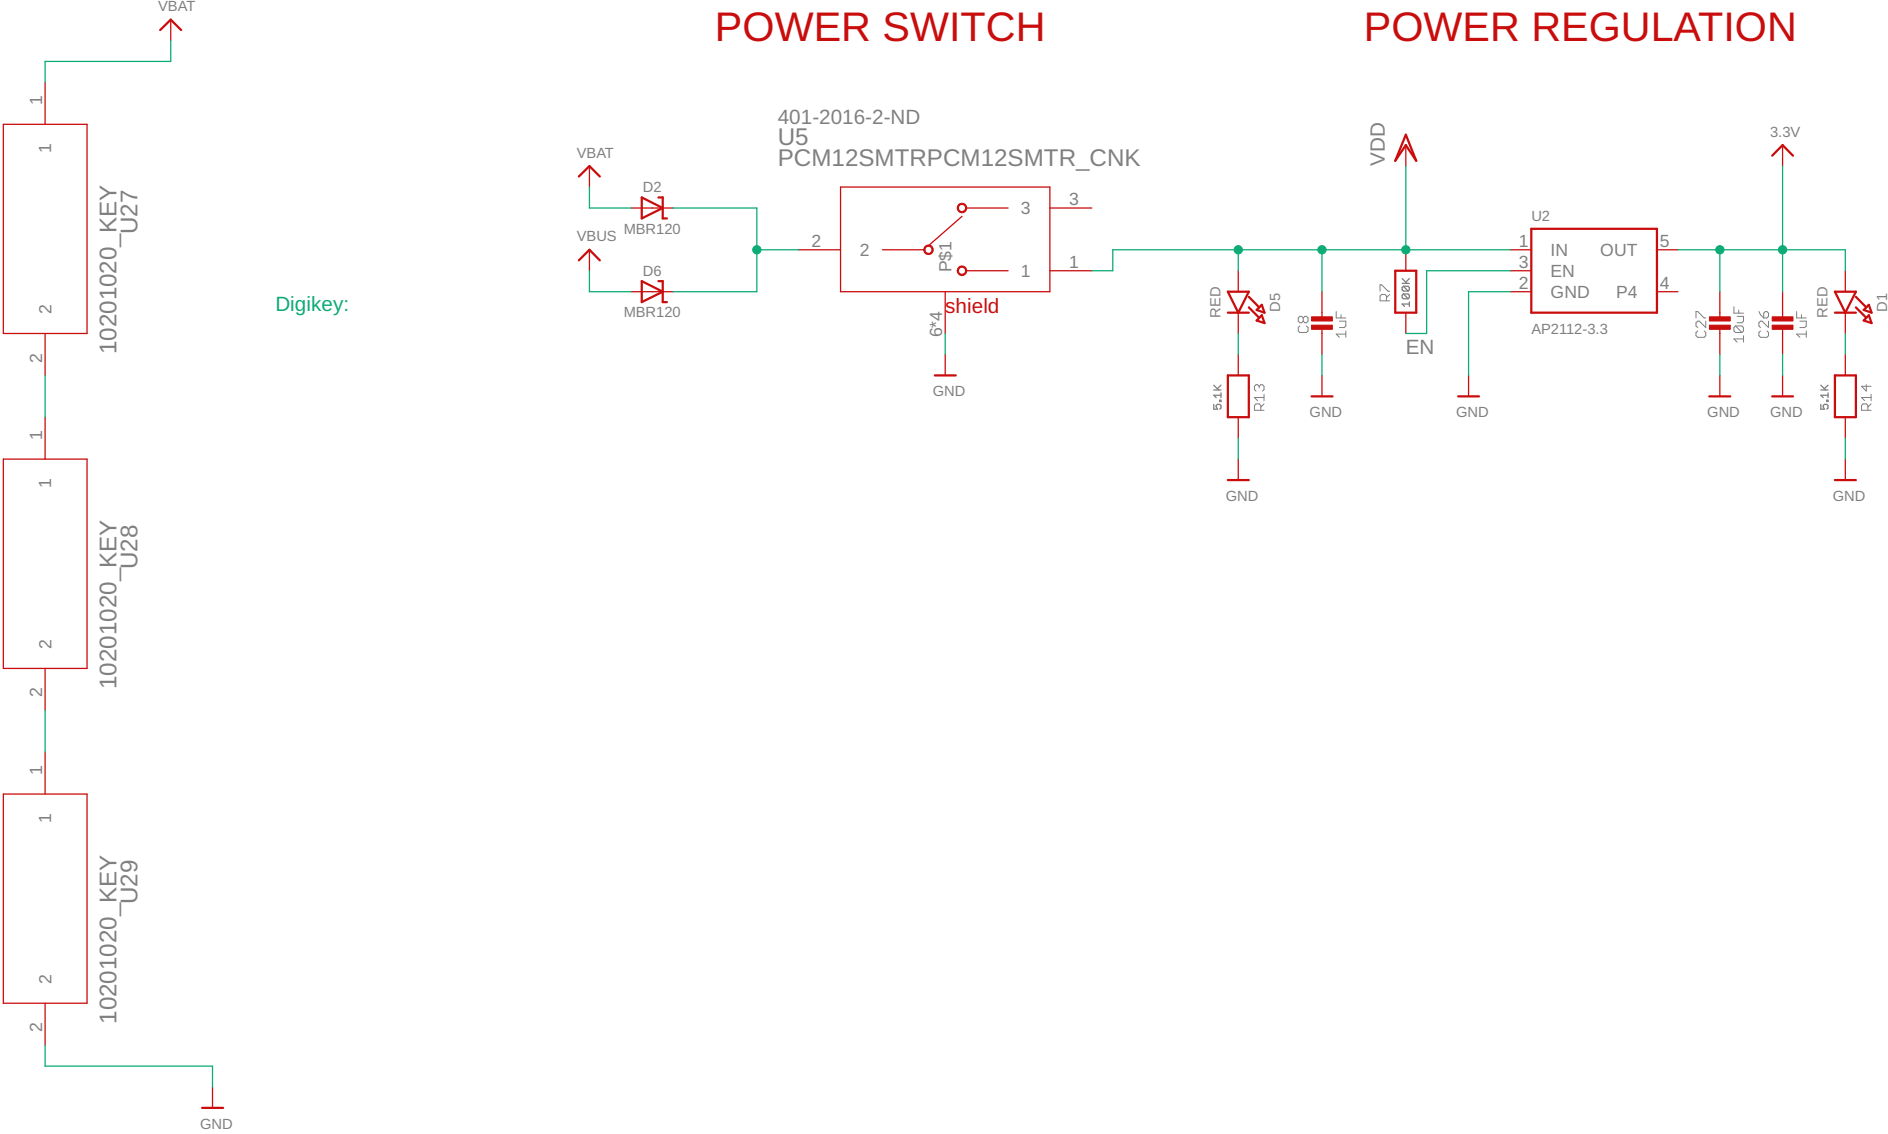 VBAT
POWER SWITCH
POWER REGULATION
1
1
2
2
10201020_KEY
U27
1
1
2
2
10201020_KEY
U28
1
1
2
2
10201020_KEY
U29
GND
Digikey:
401-2016-2-ND
U5
PCM12SMTRPCM12SMTR_CNK
VBAT
D2
MBR120
VBUS
D6
MBR120
2
2
P$1
3
3
1
1
shield
6*4
GND
RED
D5
5.1K
R13
GND
C8
1uF
GND
VDD
R7
100K
EN
GND
U2
1
IN
3
EN
2
GND
OUT
5
P4
4
AP2112-3.3
3.3V
C27
10uF
GND
C26
1uF
GND
RED
D1
5.1K
R14
GND